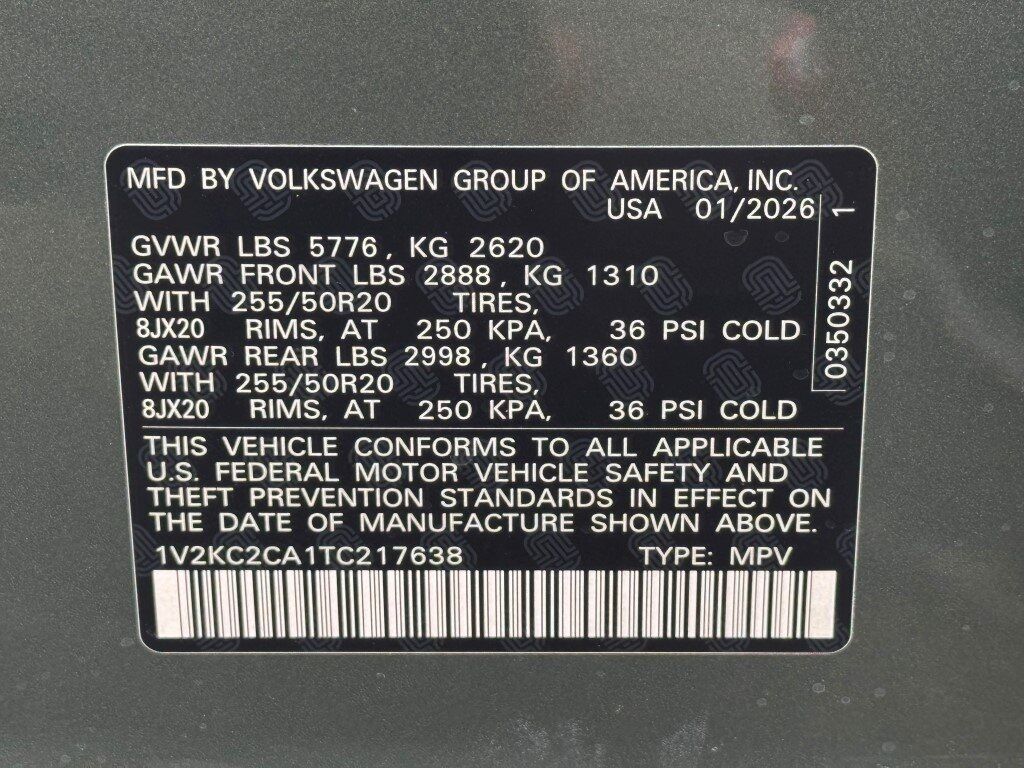 MFD BY VOLKSWAGEN GROUP OF AMERICA, INC.
USA 01/2026
GVWR LBS 5776, KG 2620
GAWR FRONT LBS 2888, KG 1310
WITH 255/50R20 TIRES,
8JX20 RIMS, AT 250 KPA, 36 PSI COLD
GAWR REAR LBS 2998, KG 1360
WITH 255/50R20 TIRES,
8JX20 RIMS, AT 250 KPA, 36 PSI COLD
0350332 1
THIS VEHICLE CONFORMS TO ALL APPLICABLE
U.S. FEDERAL MOTOR VEHICLE SAFETY AND
THEFT PREVENTION STANDARDS IN EFFECT ON
THE DATE OF MANUFACTURE SHOWN ABOVE.
1V2KC2CA1TC217638 TYPE: MPV